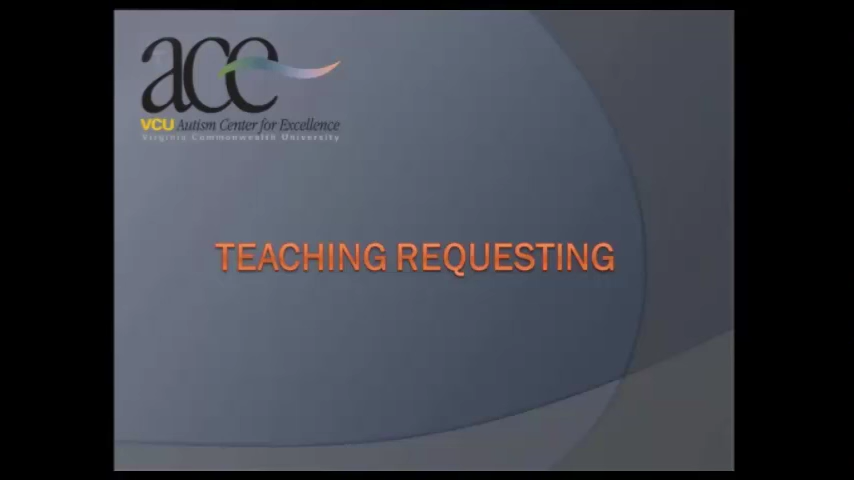 ace
VCU Autism Center for Excellence
Virginia Commonwealth University
TEACHING REQUESTING